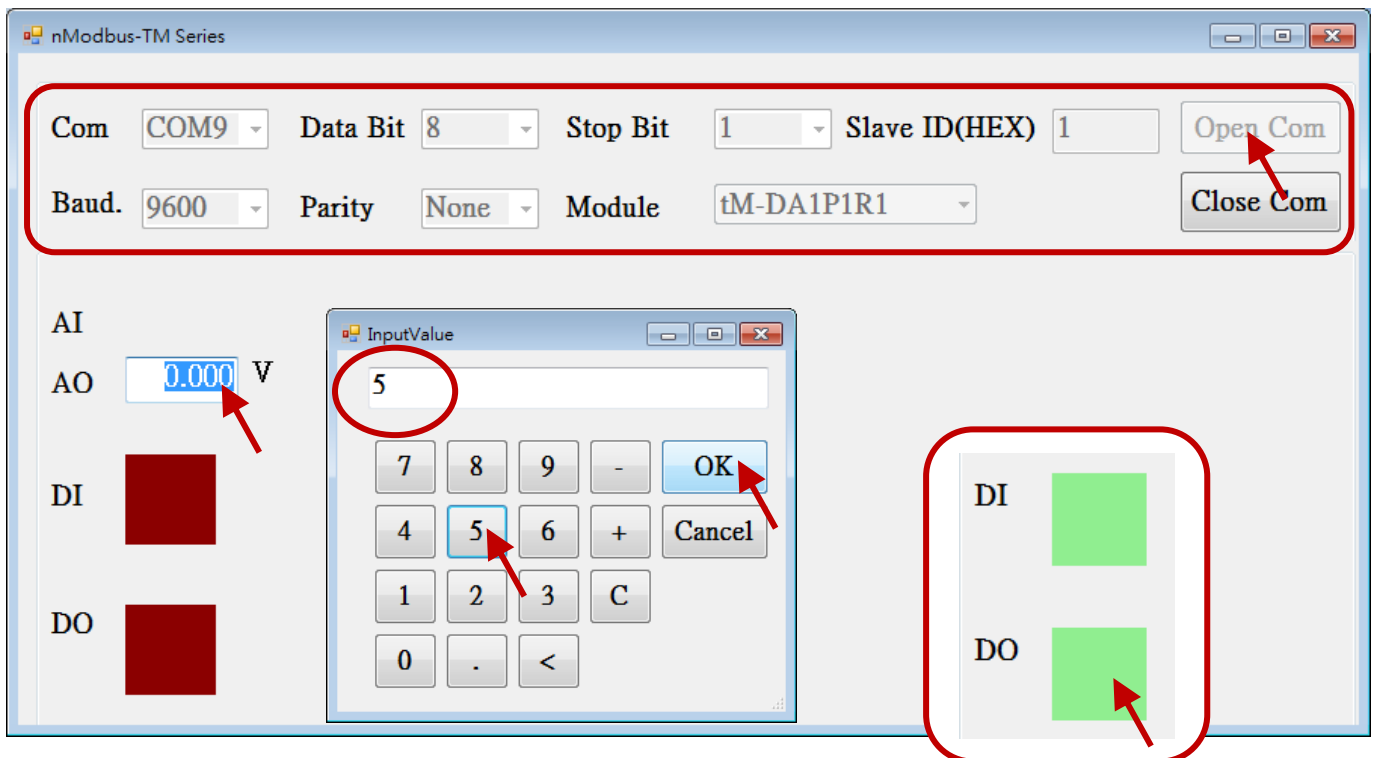 nModbus-TM Series
Com COM9 Data Bit 8 Stop Bit 1 Slave ID(HEX) 1 Open Com
Baud. 9600 Parity None Module tM-DA1P1R1 Close Com
AI
AO 0.000 V
DI
DO
InputValue
5
7 8 9 - OK
4 5 6 + Cancel
1 2 3 C
0 . <
DI
DO